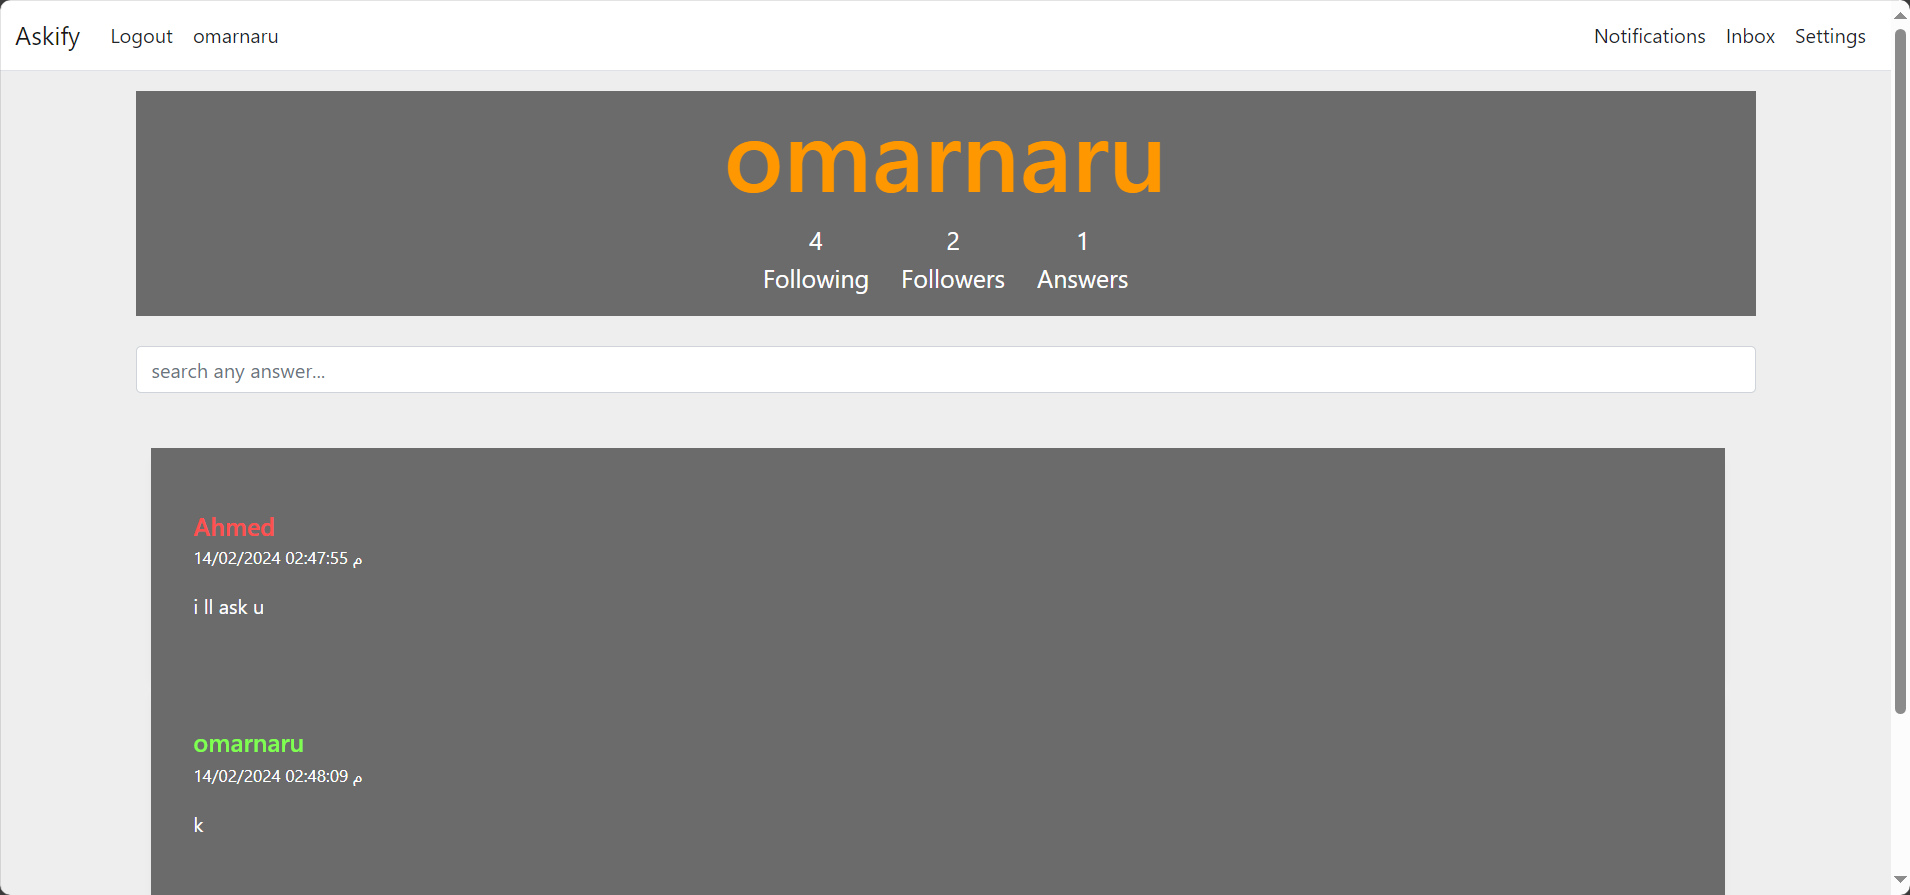 Askify Logout omarnaru Notifications Inbox Settings
omarnaru
4 2 1
Following Followers Answers
search any answer...
Ahmed
14/02/2024 02:47:55 م
i ll ask u
omarnaru
14/02/2024 02:48:09 م
k